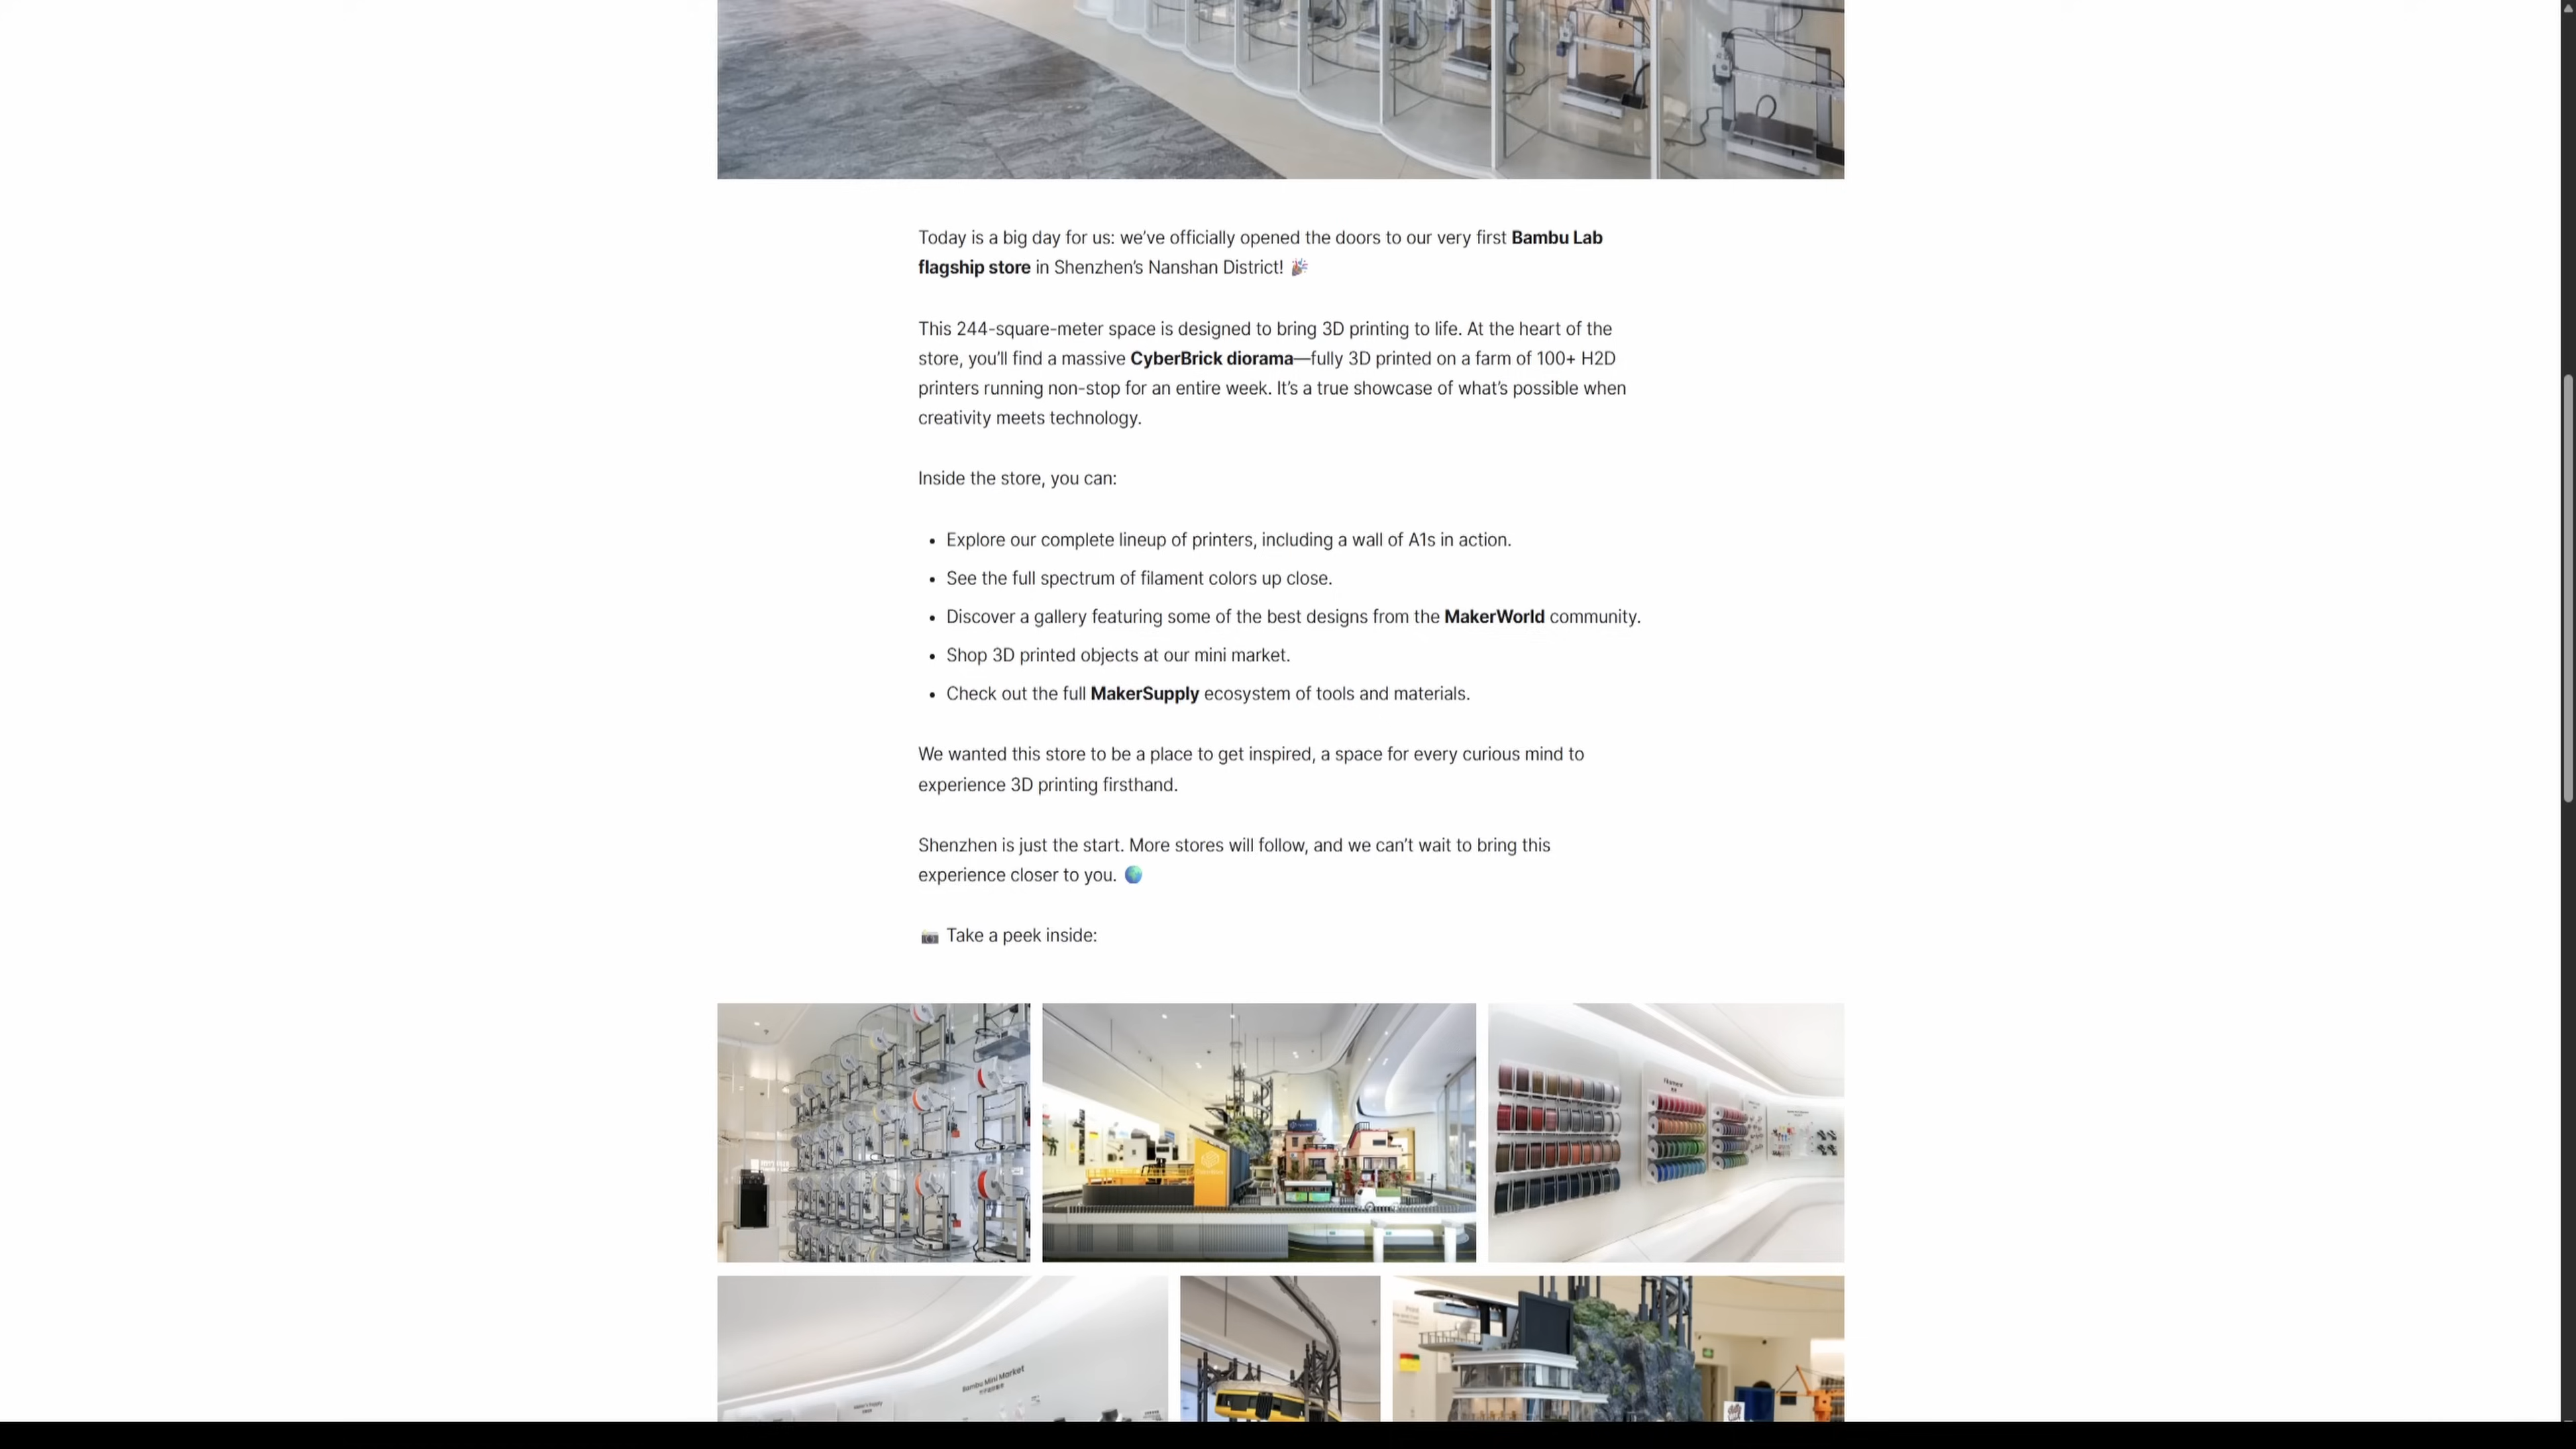 Today is a big day for us: we’ve officially opened the doors to our very first Bambu Lab
flagship store in Shenzhen’s Nanshan District! 🎉
This 244-square-meter space is designed to bring 3D printing to life. At the heart of the
store, you’ll find a massive CyberBrick diorama—fully 3D printed on a farm of 100+ H2D
printers running non-stop for an entire week. It’s a true showcase of what’s possible when
creativity meets technology.
Inside the store, you can:
• Explore our complete lineup of printers, including a wall of A1s in action.
• See the full spectrum of filament colors up close.
• Discover a gallery featuring some of the best designs from the MakerWorld community.
• Shop 3D printed objects at our mini market.
• Check out the full MakerSupply ecosystem of tools and materials.
We wanted this store to be a place to get inspired, a space for every curious mind to
experience 3D printing firsthand.
Shenzhen is just the start. More stores will follow, and we can’t wait to bring this
experience closer to you. 🌍
📷 Take a peek inside:
Filament
Bambu Mini Market
Maker's Supply